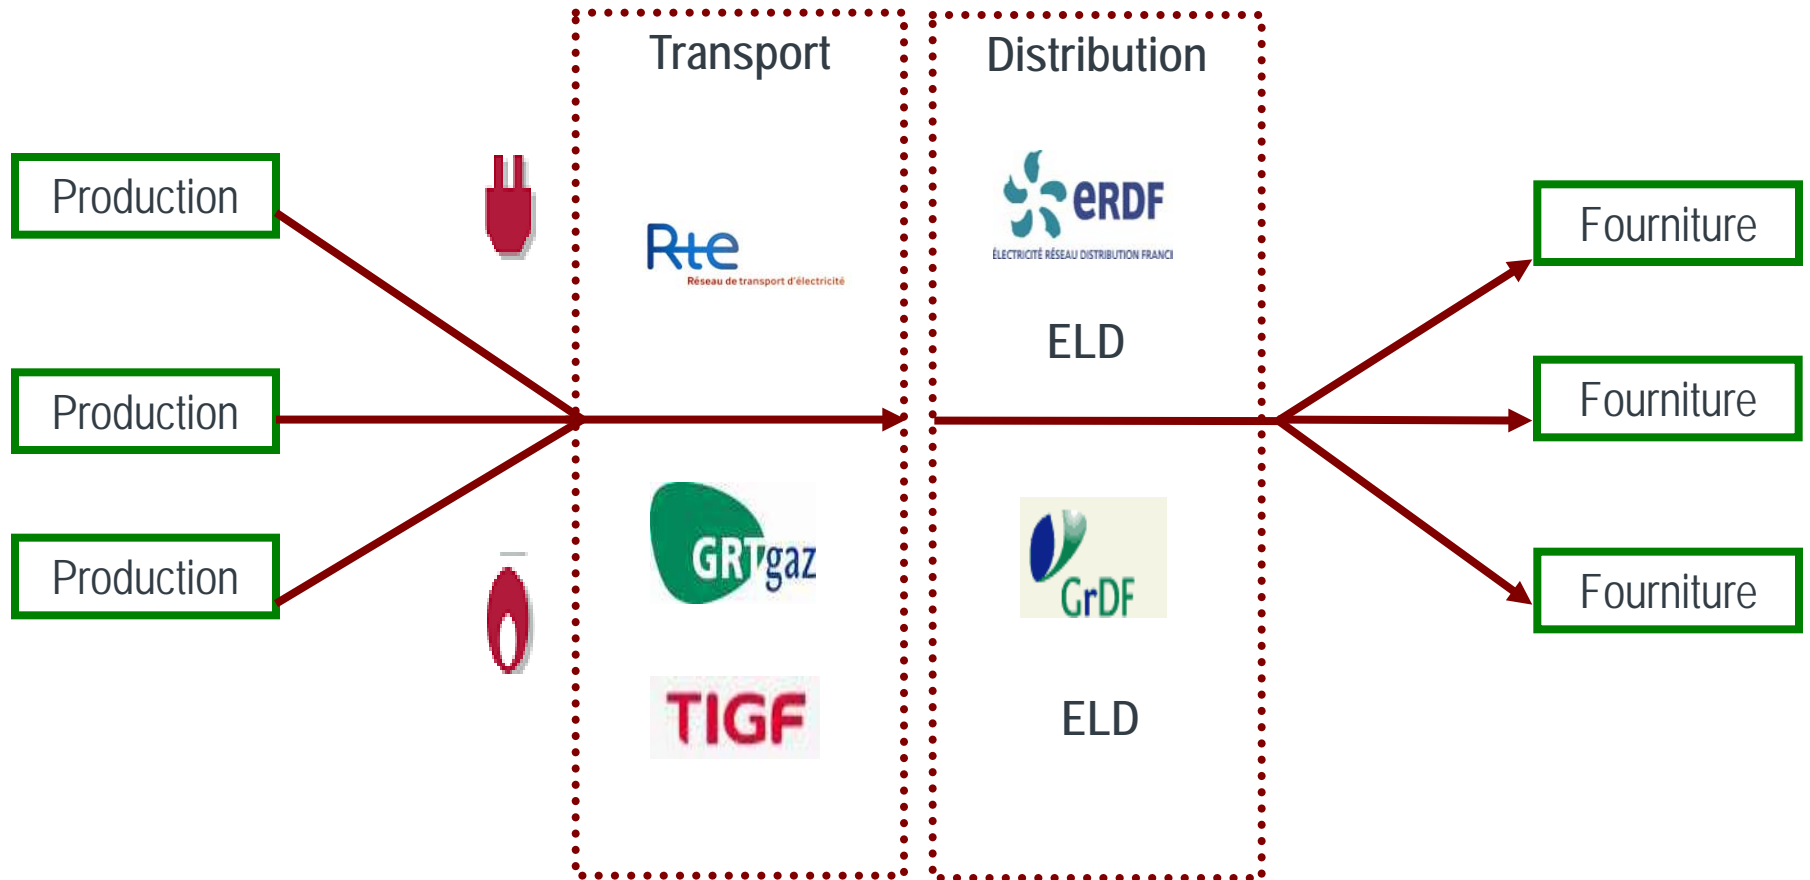 Transport
Distribution
Production
Production
Production
Rte
Réseau de transport d'électricité
GRTgaz
TIGF
eRDF
ÉLECTRICITÉ RÉSEAU DISTRIBUTION FRANCE
ELD
GrDF
ELD
Fourniture
Fourniture
Fourniture